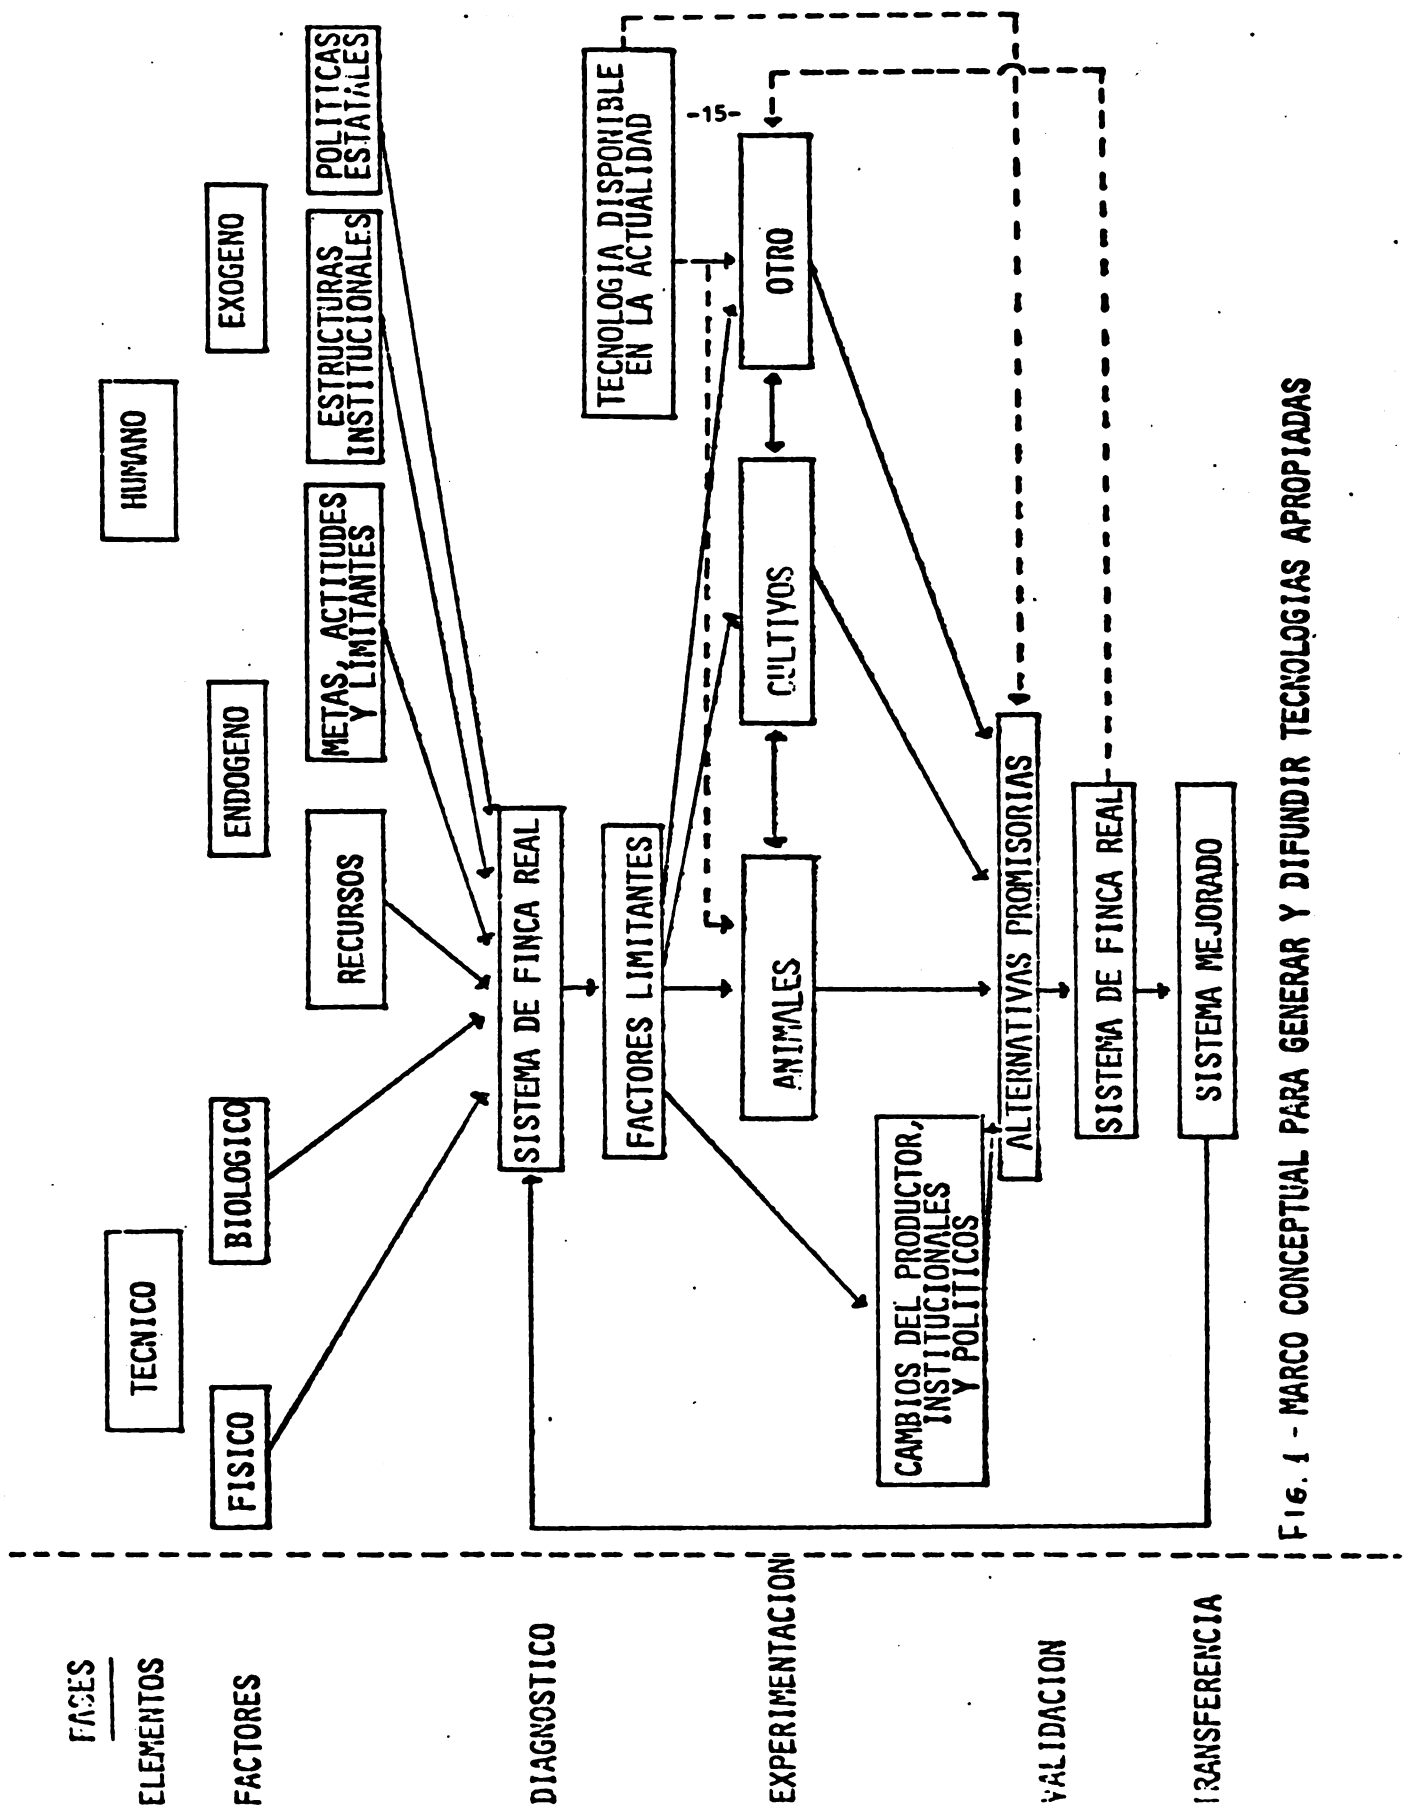 FASES
ELEMENTOS
TECNICO
HUMANO
FACTORES
FISICO
BIOLOGICO
ENDOGENO
EXOGENO
RECURSOS
METAS, ACTITUDES
Y LIMITANTES
ESTRUCTURAS
INSTITUCIONALES
POLITICAS
ESTATALES
DIAGNOSTICO
SISTEMA DE FINCA REAL
FACTORES LIMITANTES
TECNOLOGIA DISPONIBLE
EN LA ACTUALIDAD
-15-
EXPERIMENTACION
ANIMALES
CULTIVOS
OTRO
CAMBIOS DEL PRODUCTOR,
INSTITUCIONALES
Y POLITICOS
VALIDACION
ALTERNATIVAS PROMISORIAS
SISTEMA DE FINCA REAL
TRANSFERENCIA
SISTEMA MEJORADO
FIG. 1 - MARCO CONCEPTUAL PARA GENERAR Y DIFUNDIR TECNOLOGIAS APROPIADAS